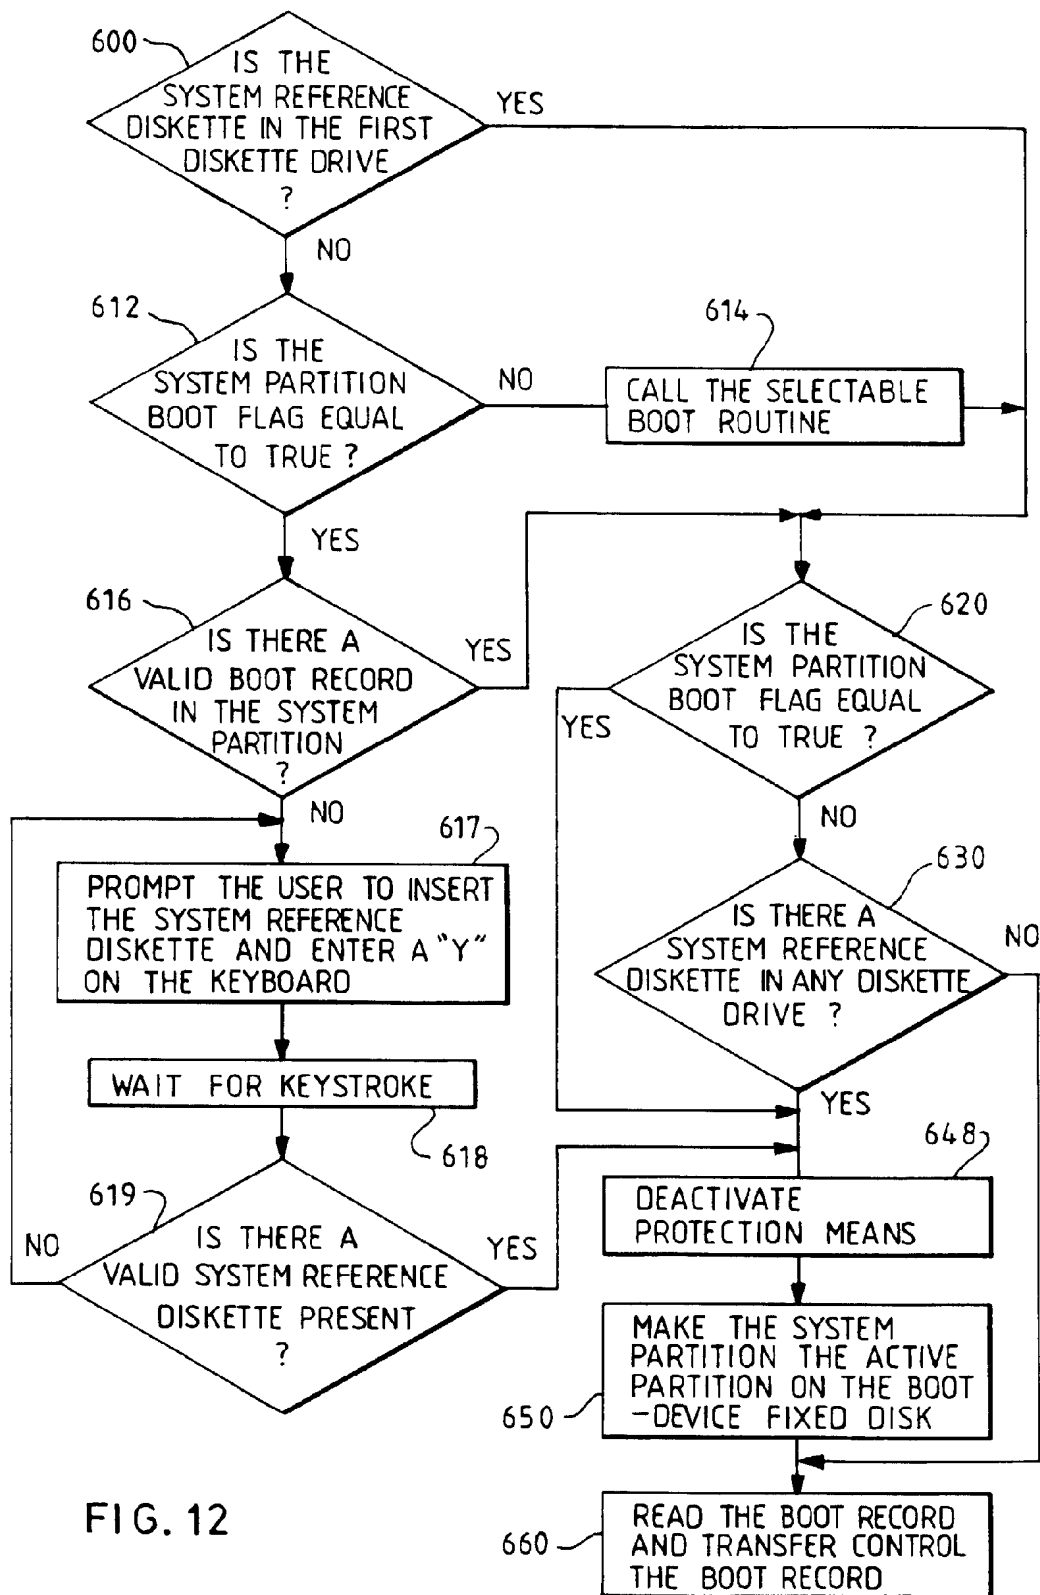 600
IS THE
SYSTEM REFERENCE
DISKETTE IN THE FIRST
DISKETTE DRIVE
?
YES
NO
612
IS THE
SYSTEM PARTITION
BOOT FLAG EQUAL
TO TRUE ?
NO
614
CALL THE SELECTABLE
BOOT ROUTINE
YES
616
IS THERE A
VALID BOOT RECORD
IN THE SYSTEM
PARTITION
?
YES
NO
617
PROMPT THE USER TO INSERT
THE SYSTEM REFERENCE
DISKETTE AND ENTER A "Y"
ON THE KEYBOARD
WAIT FOR KEYSTROKE
618
619
IS THERE A
VALID SYSTEM REFERENCE
DISKETTE PRESENT
?
NO
YES
620
IS THE
SYSTEM PARTITION
BOOT FLAG EQUAL
TO TRUE ?
YES
NO
630
IS THERE A
SYSTEM REFERENCE
DISKETTE IN ANY DISKETTE
DRIVE ?
NO
YES
648
DEACTIVATE
PROTECTION MEANS
MAKE THE SYSTEM
PARTITION THE ACTIVE
PARTITION ON THE BOOT
-DEVICE FIXED DISK
650
READ THE BOOT RECORD
AND TRANSFER CONTROL
THE BOOT RECORD
660
FIG. 12